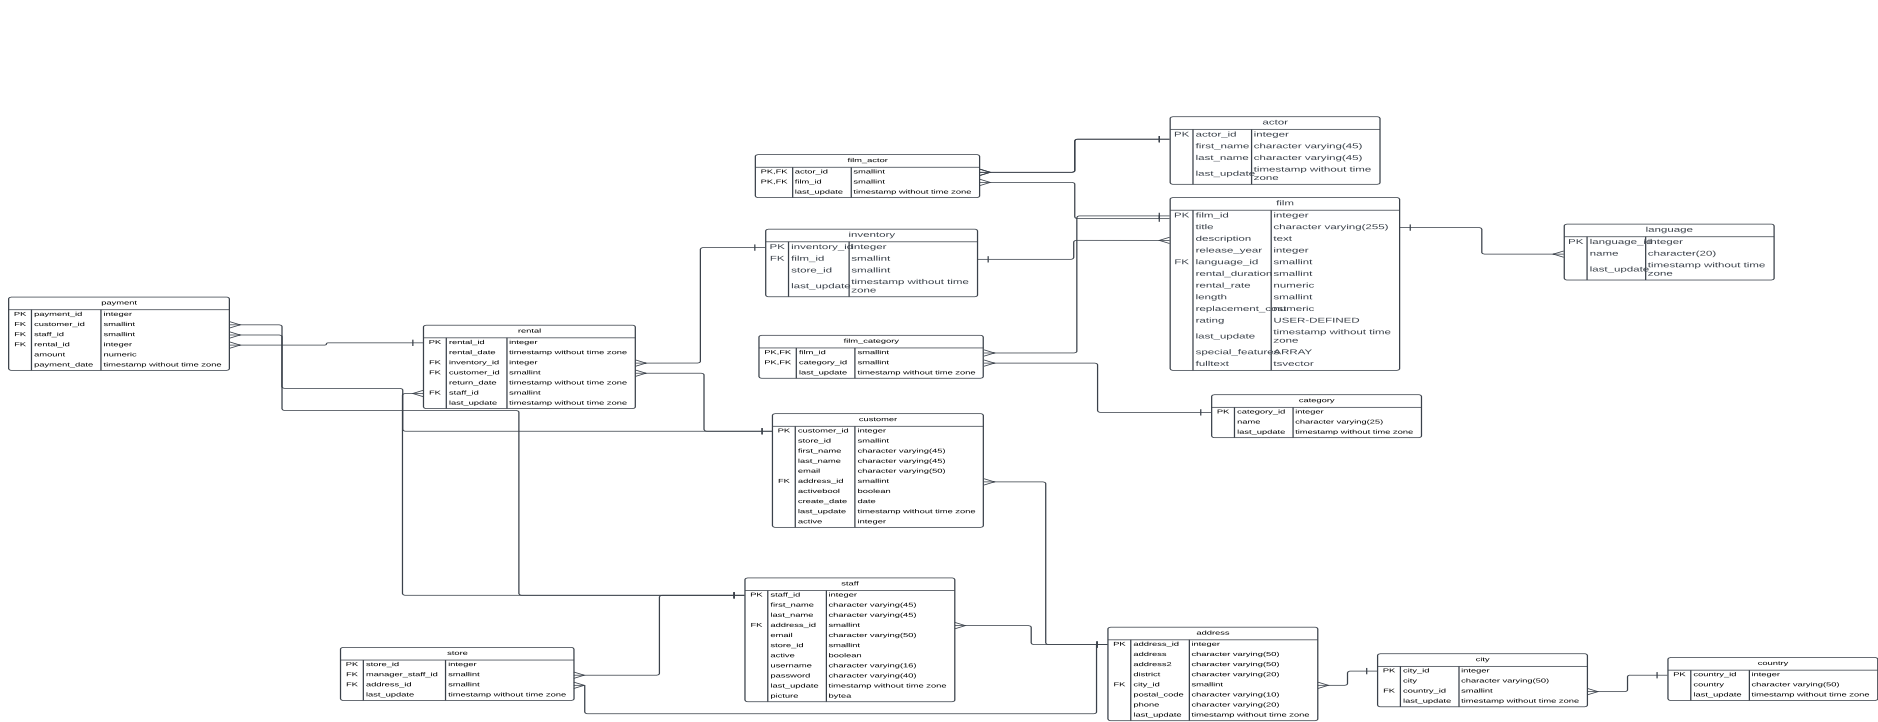 actor
PK actor_id integer
first_name character varying(45)
last_name character varying(45)
last_update timestamp without time
zone
film_actor
PK,FK actor_id smallint
PK,FK film_id smallint
last_update timestamp without time zone
film
PK film_id integer
title character varying(255)
description text
release_year integer
FK language_id smallint
rental_duration smallint
rental_rate numeric
length smallint
replacement_cost numeric
rating USER-DEFINED
last_update timestamp without time
zone
special_features ARRAY
fulltext tsvector
language
PK language_id integer
name character(20)
last_update timestamp without time
zone
inventory
PK inventory_id integer
FK film_id smallint
store_id smallint
last_update timestamp without time
zone
payment
PK payment_id integer
FK customer_id smallint
FK staff_id smallint
FK rental_id integer
amount numeric
payment_date timestamp without time zone
rental
PK rental_id integer
rental_date timestamp without time zone
FK inventory_id integer
FK customer_id smallint
return_date timestamp without time zone
FK staff_id smallint
last_update timestamp without time zone
film_category
PK,FK film_id smallint
PK,FK category_id smallint
last_update timestamp without time zone
category
PK category_id integer
name character varying(25)
last_update timestamp without time zone
customer
PK customer_id integer
store_id smallint
first_name character varying(45)
last_name character varying(45)
email character varying(50)
FK address_id smallint
activebool boolean
create_date date
last_update timestamp without time zone
active integer
staff
PK staff_id integer
first_name character varying(45)
last_name character varying(45)
FK address_id smallint
email character varying(50)
store_id smallint
active boolean
username character varying(16)
password character varying(40)
last_update timestamp without time zone
picture bytea
store
PK store_id integer
FK manager_staff_id smallint
FK address_id smallint
last_update timestamp without time zone
address
PK address_id integer
address character varying(50)
address2 character varying(50)
district character varying(20)
FK city_id smallint
postal_code character varying(10)
phone character varying(20)
last_update timestamp without time zone
city
PK city_id integer
city character varying(50)
FK country_id smallint
last_update timestamp without time zone
country
PK country_id integer
country character varying(50)
last_update timestamp without time zone